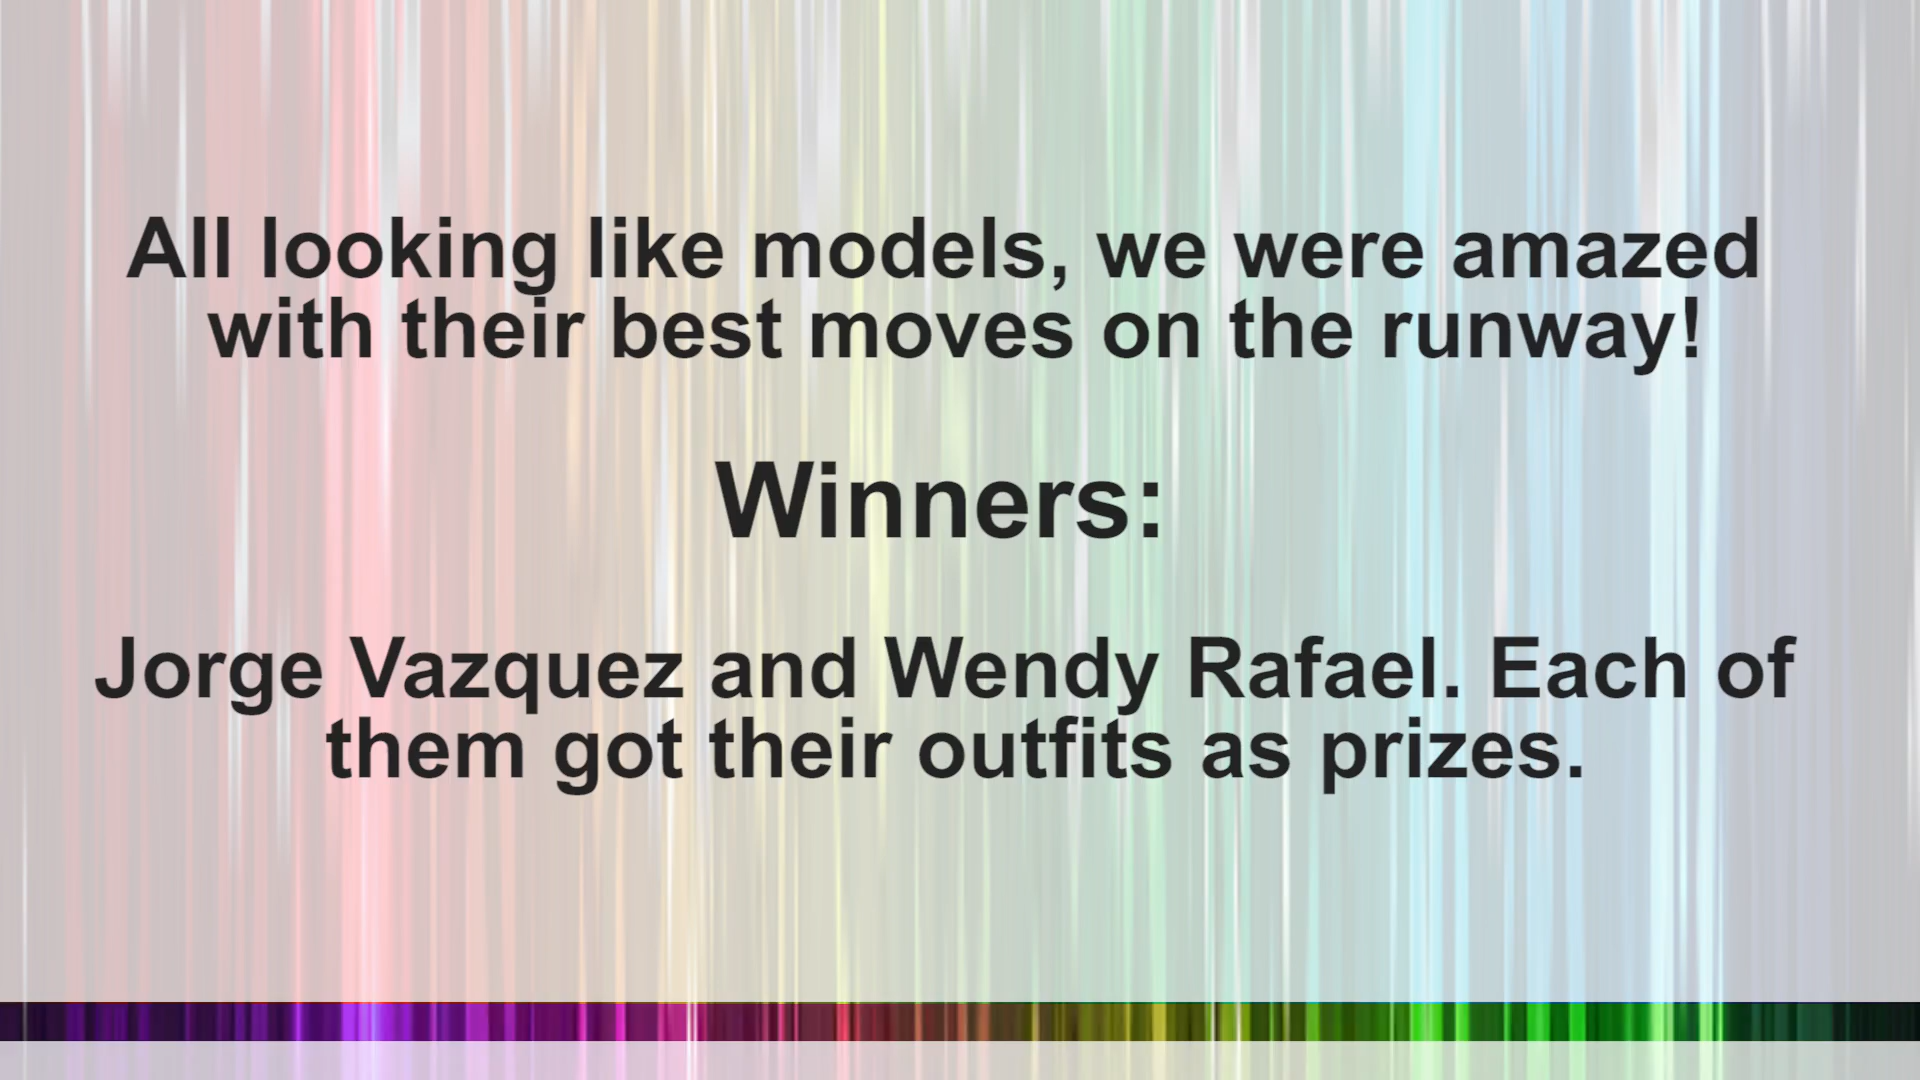 All looking like models, we were amazed
with their best moves on the runway!
Winners:
Jorge Vazquez and Wendy Rafael. Each of
them got their outfits as prizes.